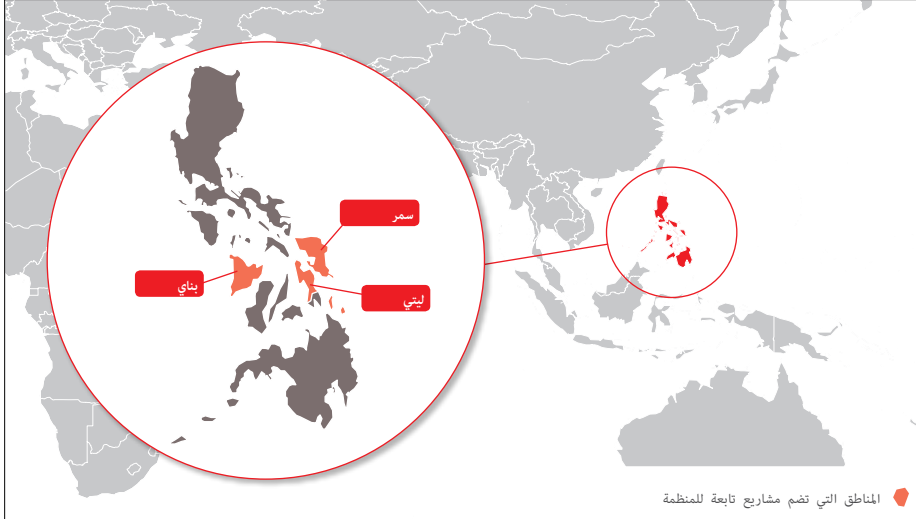 سمر
بناي
ليتي
المناطق التي تضم مشاريع تابعة للمنظمة